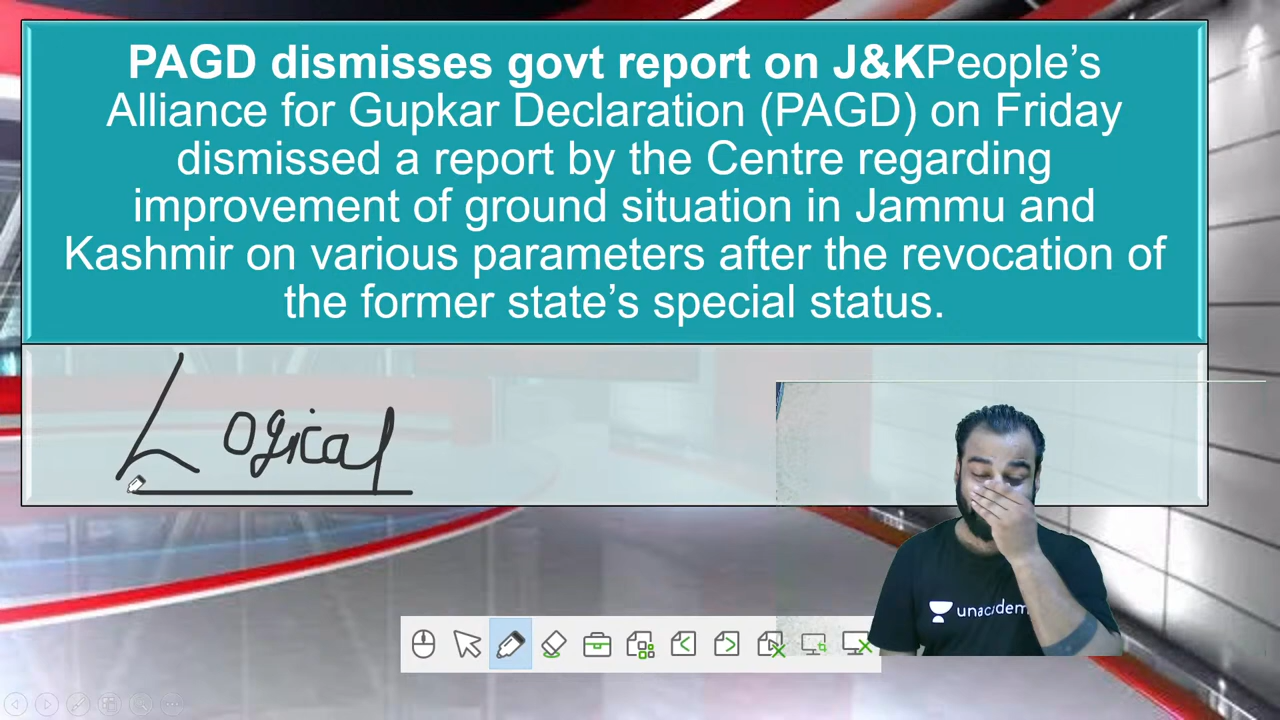 PAGD dismisses govt report on J&KPeople’s
Alliance for Gupkar Declaration (PAGD) on Friday
dismissed a report by the Centre regarding
improvement of ground situation in Jammu and
Kashmir on various parameters after the revocation of
the former state’s special status.
Logical
unacademy